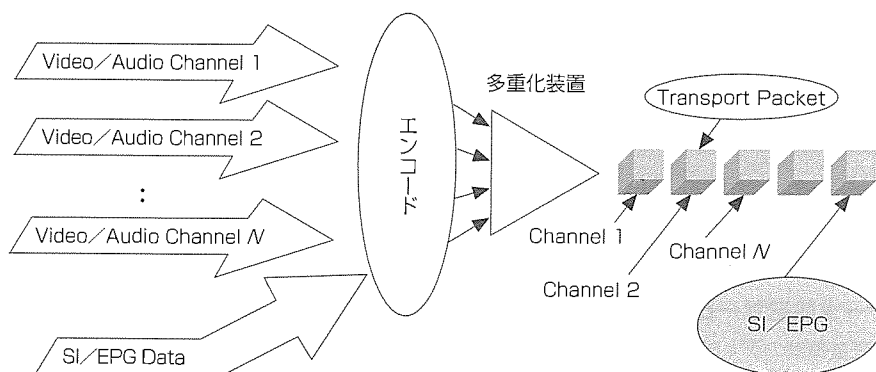 Video／Audio Channel 1
Video／Audio Channel 2
:
Video／Audio Channel N
SI／EPG Data
エンコード
多重化装置
Transport Packet
Channel 1
Channel 2
Channel N
SI／EPG